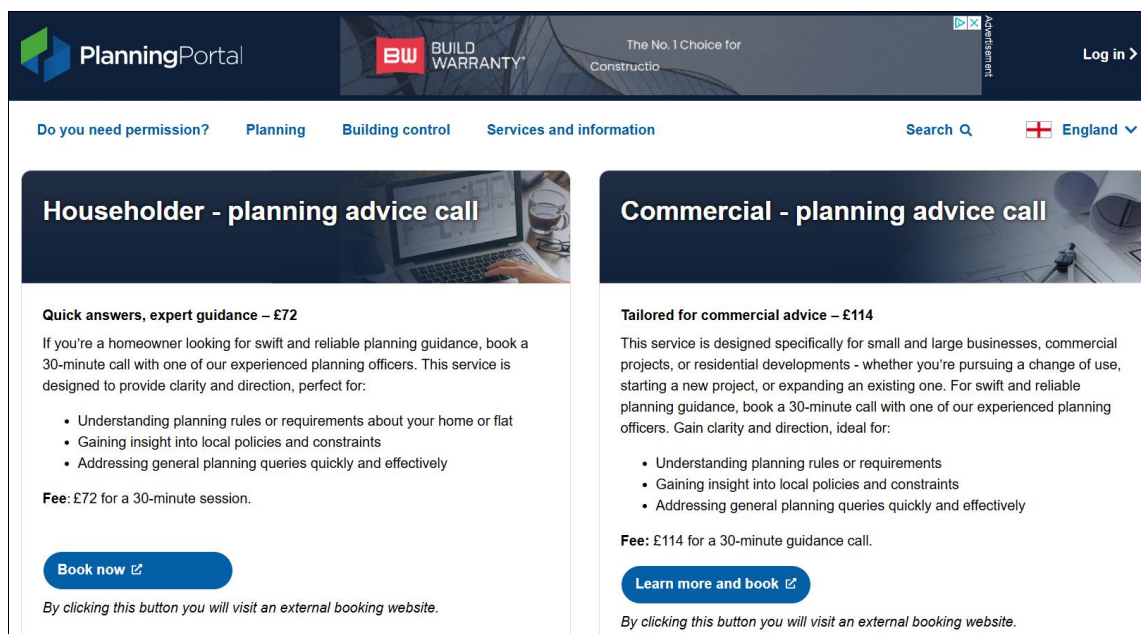 PlanningPortal
BW BUILD
WARRANTY
The No. 1 Choice for
Constructio
Advertisement
Log in
Do you need permission? Planning Building control Services and information Search England
Householder - planning advice call
Quick answers, expert guidance – £72
If you're a homeowner looking for swift and reliable planning guidance, book a
30-minute call with one of our experienced planning officers. This service is
designed to provide clarity and direction, perfect for:
• Understanding planning rules or requirements about your home or flat
• Gaining insight into local policies and constraints
• Addressing general planning queries quickly and effectively
Fee: £72 for a 30-minute session.
Book now
By clicking this button you will visit an external booking website.
Commercial - planning advice call
Tailored for commercial advice – £114
This service is designed specifically for small and large businesses, commercial
projects, or residential developments - whether you're pursuing a change of use,
starting a new project, or expanding an existing one. For swift and reliable
planning guidance, book a 30-minute call with one of our experienced planning
officers. Gain clarity and direction, ideal for:
• Understanding planning rules or requirements
• Gaining insight into local policies and constraints
• Addressing general planning queries quickly and effectively
Fee: £114 for a 30-minute guidance call.
Learn more and book
By clicking this button you will visit an external booking website.